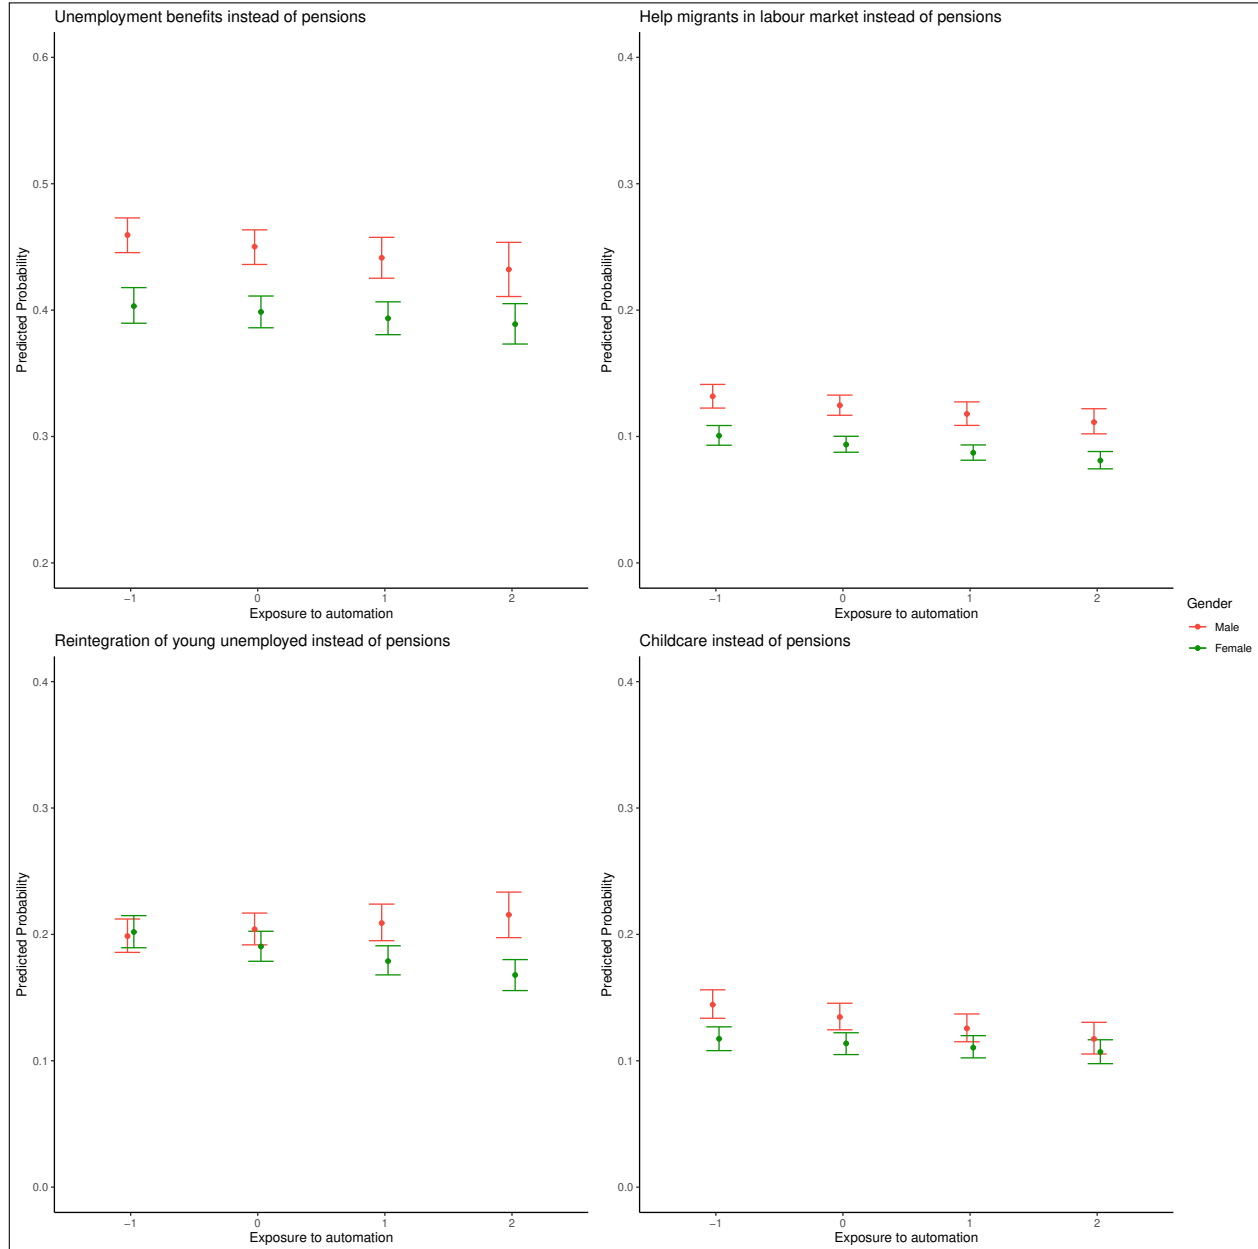 Unemployment benefits instead of pensions
Predicted Probability
0.6
0.5
0.4
0.3
0.2
−1 0 1 2
Exposure to automation
Help migrants in labour market instead of pensions
Predicted Probability
0.4
0.3
0.2
0.1
0.0
−1 0 1 2
Exposure to automation
Reintegration of young unemployed instead of pensions
Predicted Probability
0.4
0.3
0.2
0.1
0.0
−1 0 1 2
Exposure to automation
Childcare instead of pensions
Predicted Probability
0.4
0.3
0.2
0.1
0.0
−1 0 1 2
Exposure to automation
Gender
Male
Female